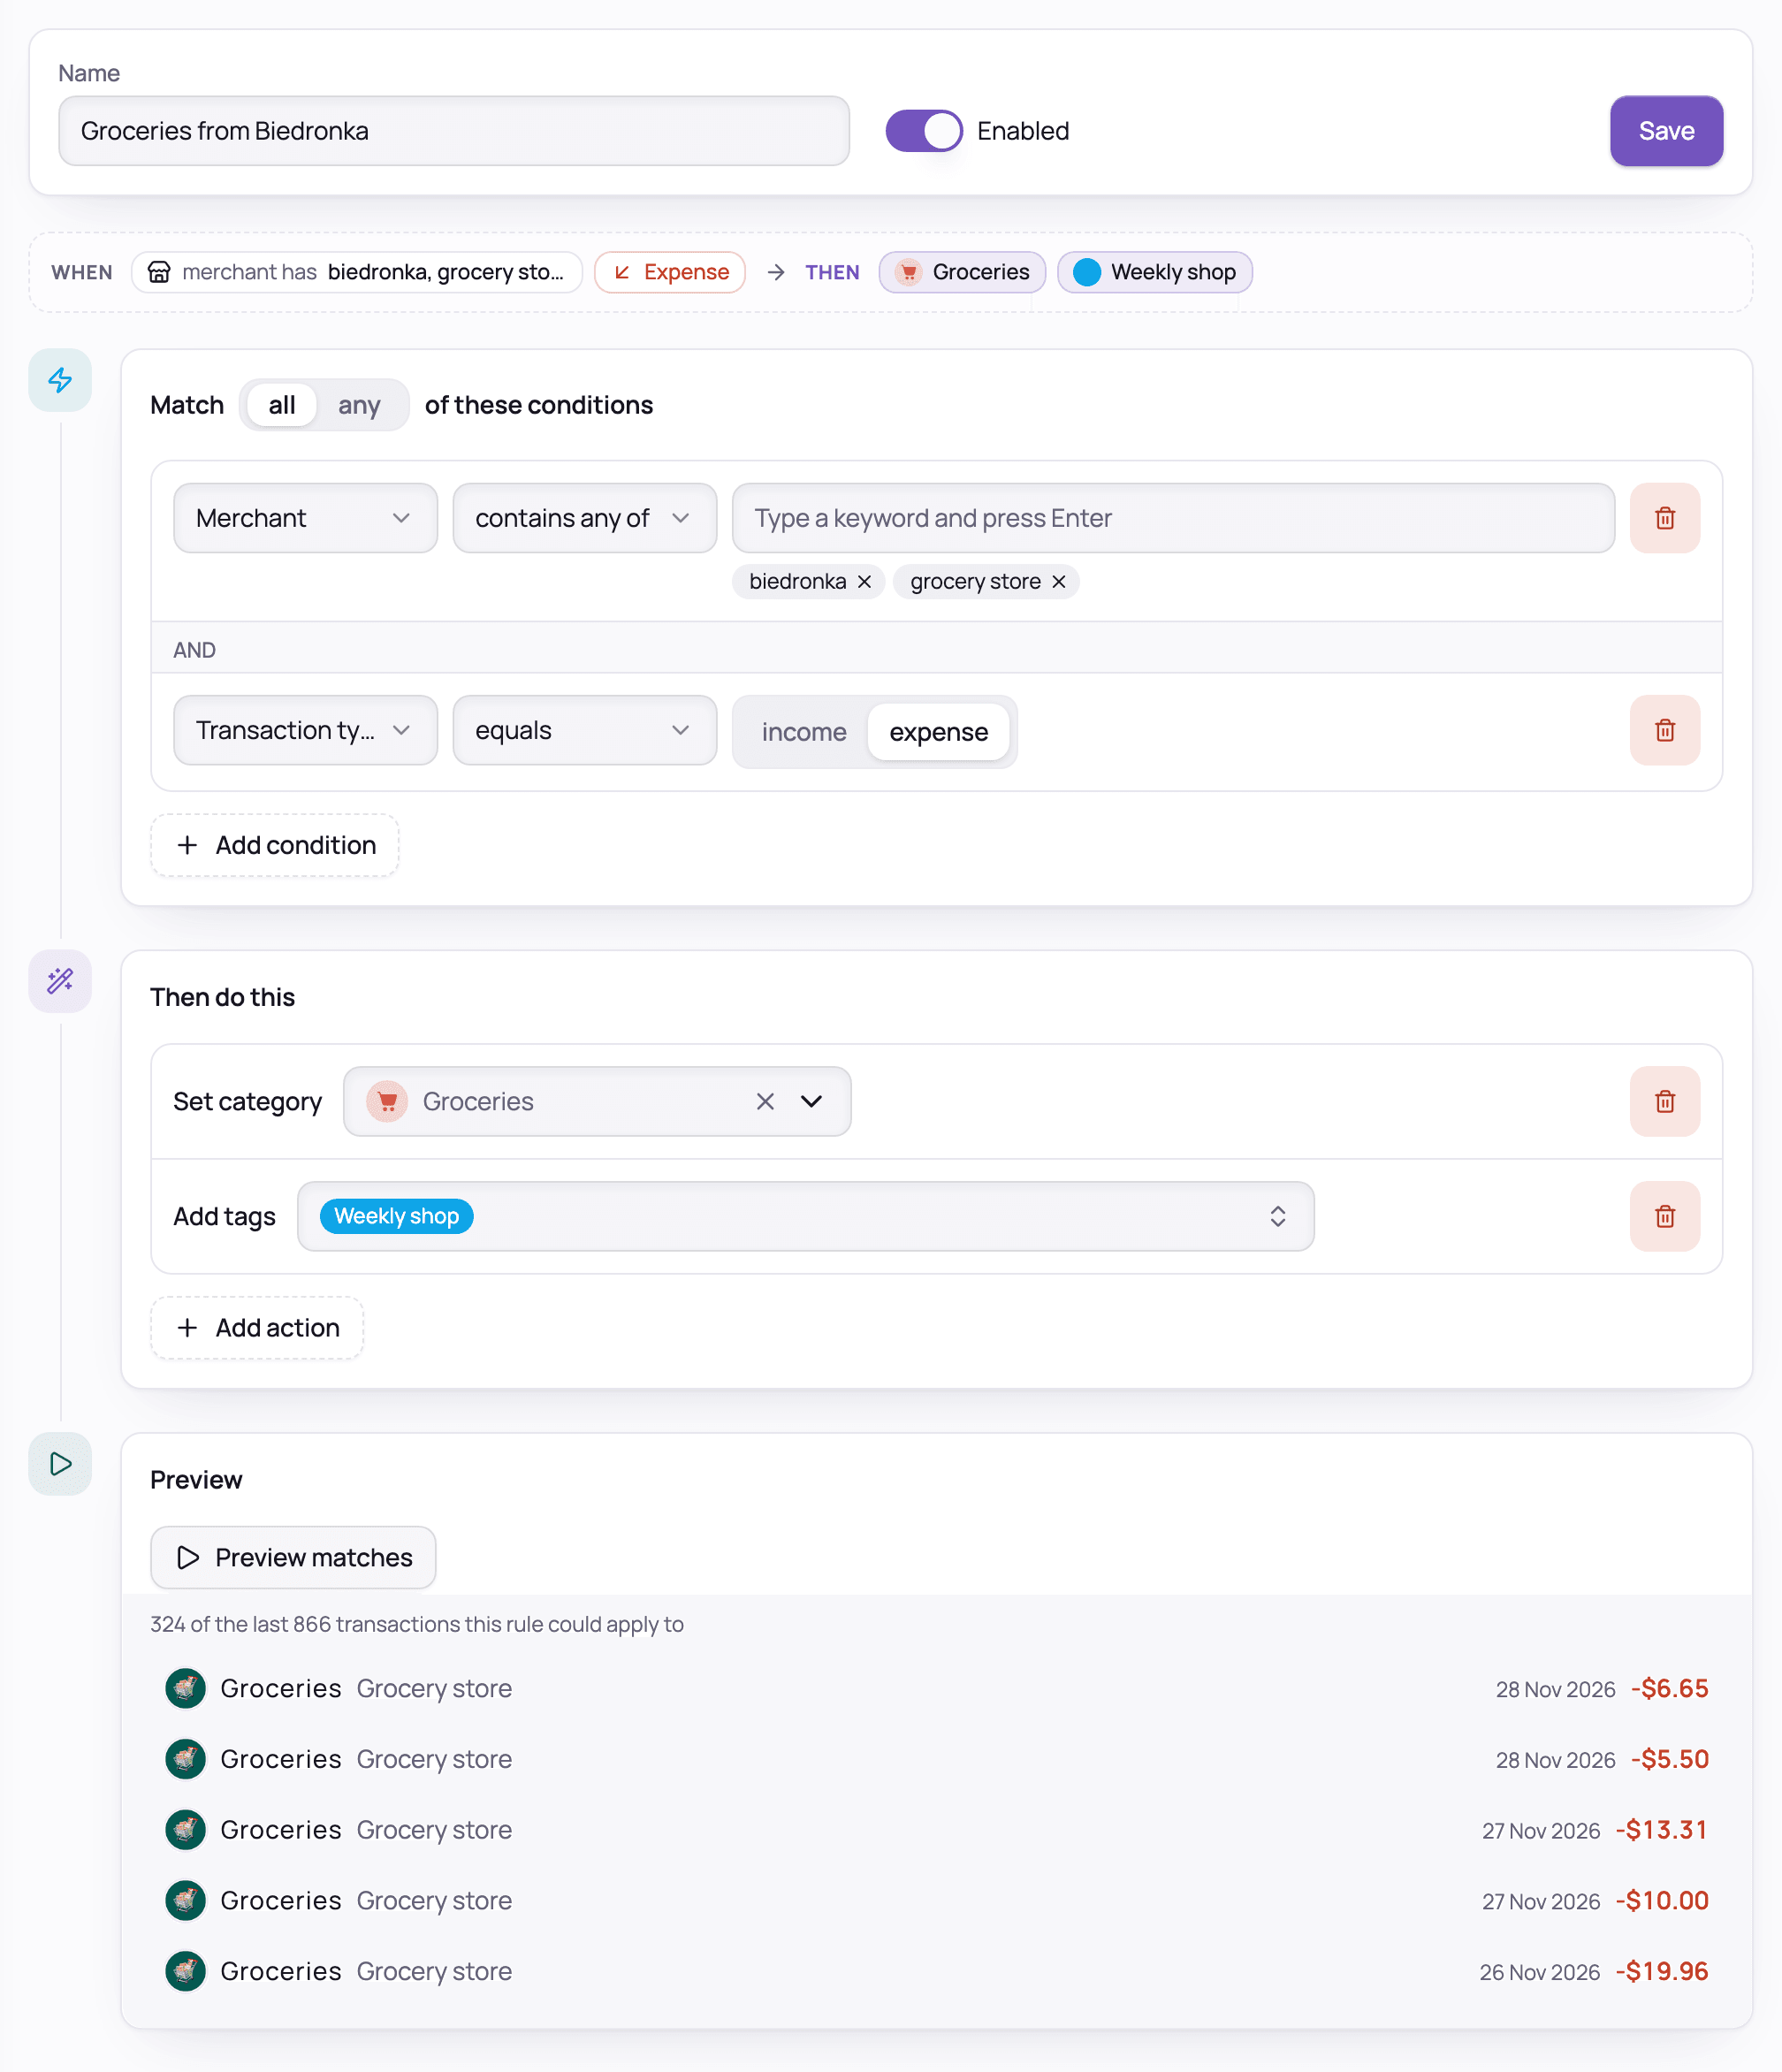 Name
Groceries from Biedronka
Enabled
Save
WHEN merchant has biedronka, grocery sto... Expense → THEN Groceries Weekly shop
Match all any of these conditions
Merchant contains any of Type a keyword and press Enter
biedronka × grocery store ×
AND
Transaction ty... equals income expense
+ Add condition
Then do this
Set category Groceries
Add tags Weekly shop
+ Add action
Preview
Preview matches
324 of the last 866 transactions this rule could apply to
Groceries Grocery store 28 Nov 2026 -$6.65
Groceries Grocery store 28 Nov 2026 -$5.50
Groceries Grocery store 27 Nov 2026 -$13.31
Groceries Grocery store 27 Nov 2026 -$10.00
Groceries Grocery store 26 Nov 2026 -$19.96